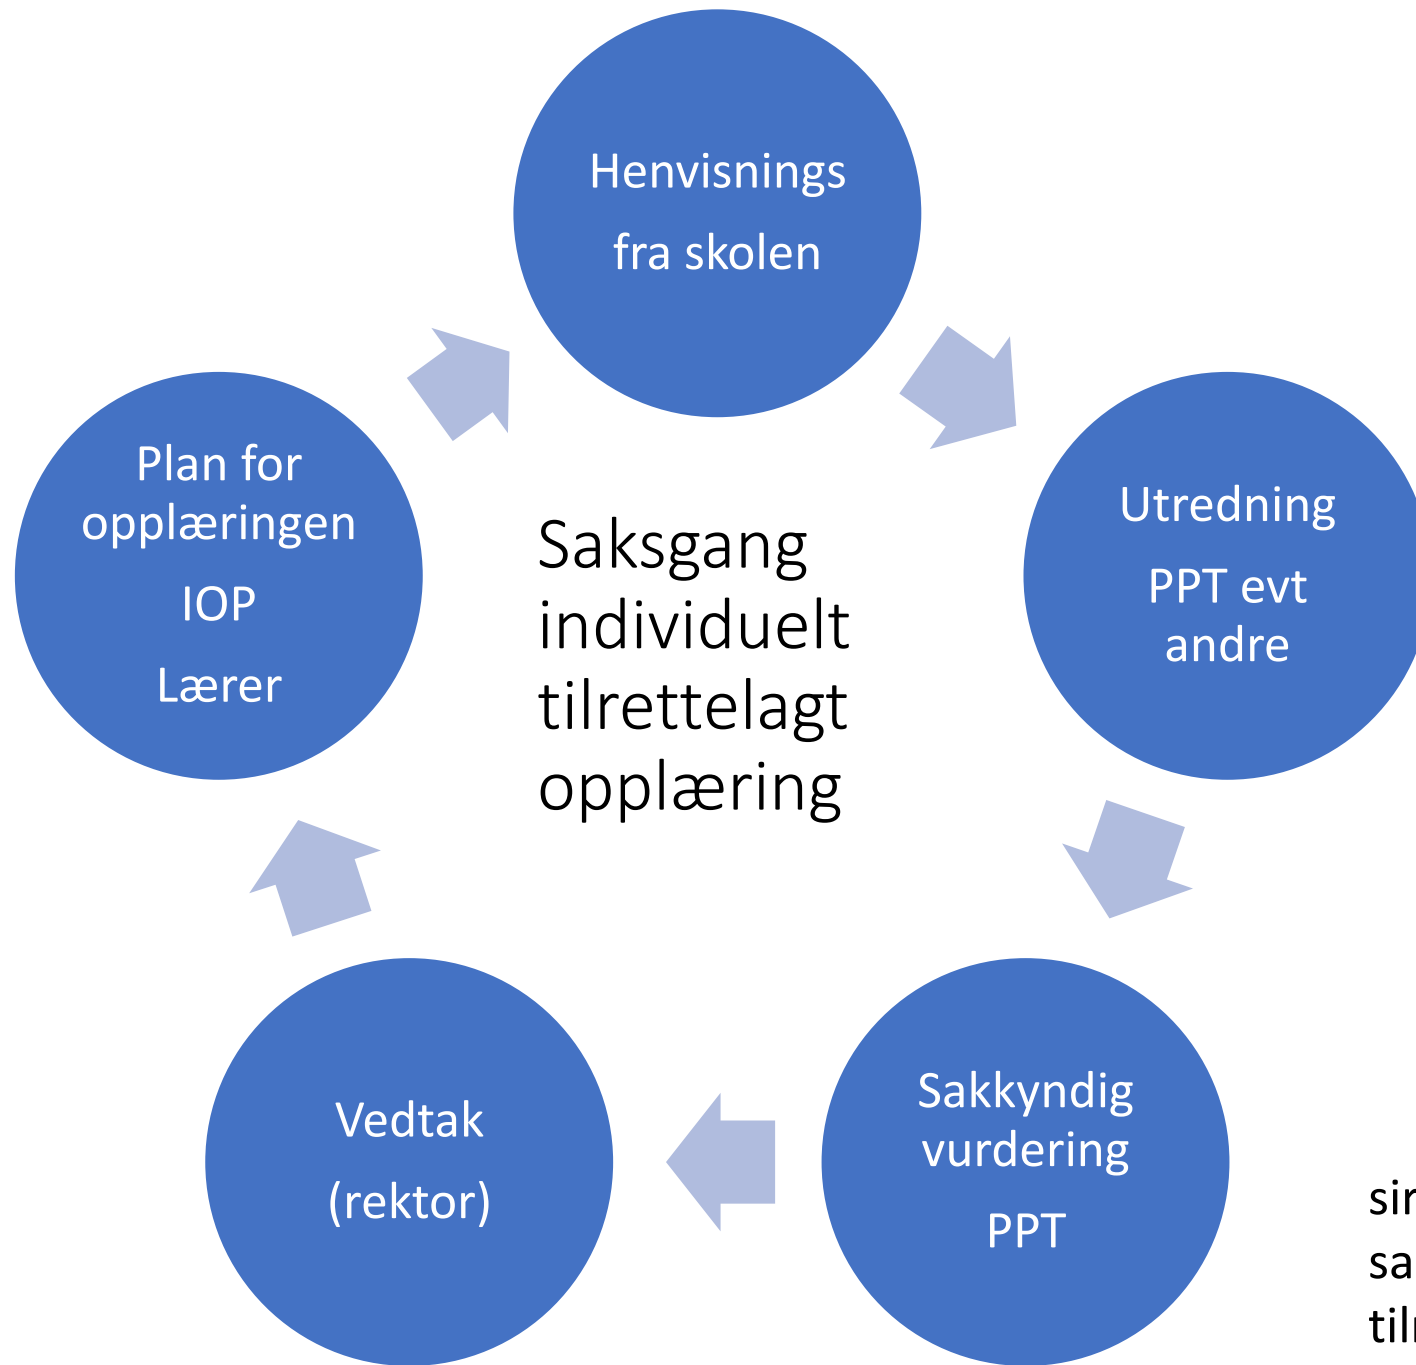 Henvisnings
fra skolen
Utredning
PPT evt
andre
Sakkyndig
vurdering
PPT
Vedtak
(rektor)
Plan for
opplæringen
IOP
Lærer
Saksgang
individuelt
tilrettelagt
opplæring